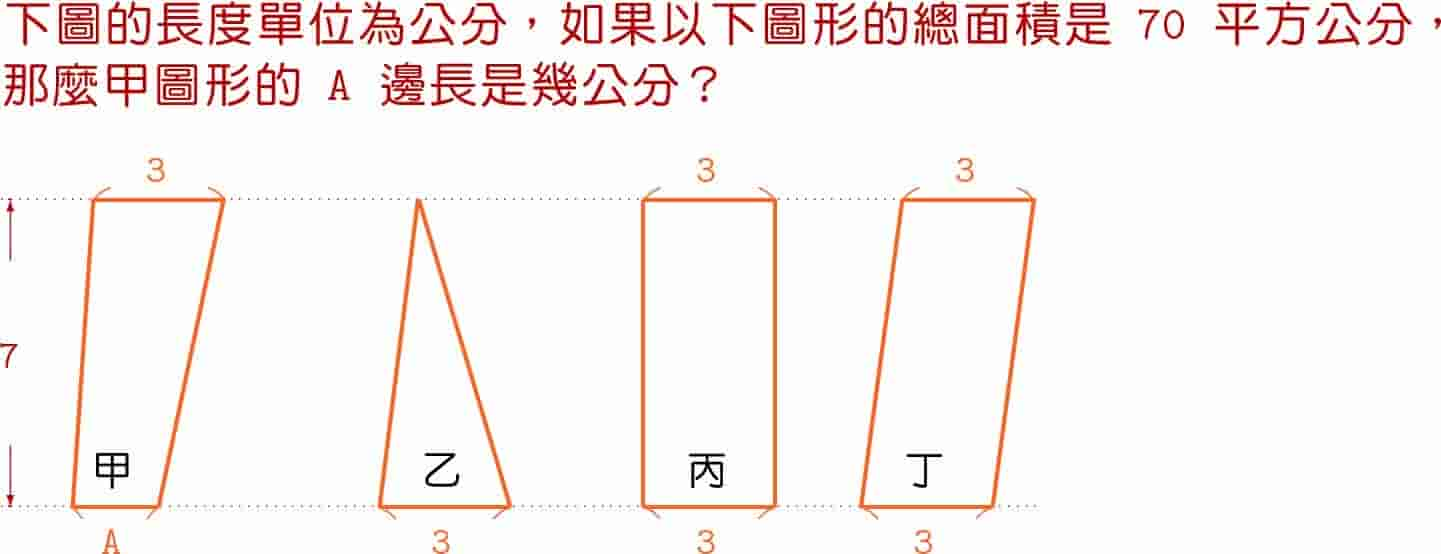 下圖的長度單位為公分，如果以下圖形的總面積是 70 平方公分，
那麼甲圖形的 A 邊長是幾公分？
3 3 3
7
甲 乙 丙 丁
A 3 3 3